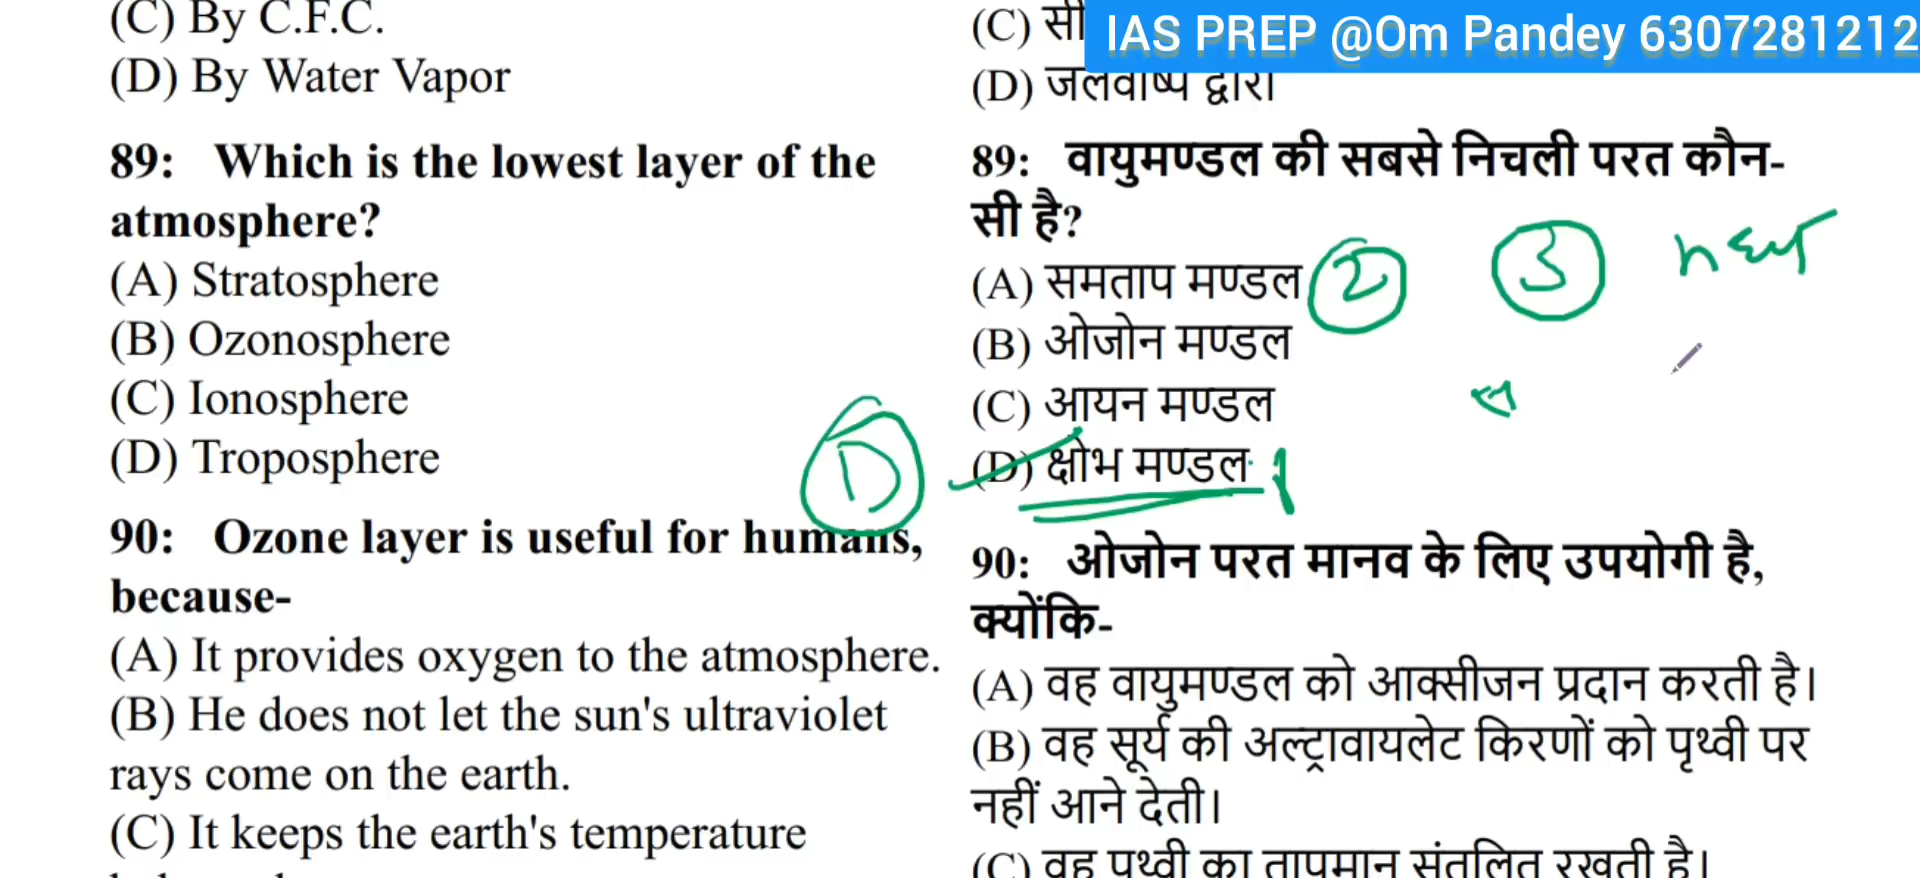 (C) By C.F.C.
(D) By Water Vapor
89: Which is the lowest layer of the
atmosphere?
(A) Stratosphere
(B) Ozonosphere
(C) Ionosphere
(D) Troposphere
D
90: Ozone layer is useful for humans,
because-
(A) It provides oxygen to the atmosphere.
(B) He does not let the sun's ultraviolet
rays come on the earth.
(C) It keeps the earth's temperature
IAS PREP @Om Pandey 6307281212
(C) सी
(D) जलवाष्प द्वारा
89: वायुमण्डल की सबसे निचली परत कौन-
सी है?
(A) समताप मण्डल 2 3
(B) ओजोन मण्डल
(C) आयन मण्डल
(D) क्षोभ मण्डल 1
90: ओजोन परत मानव के लिए उपयोगी है,
क्योंकि-
(A) वह वायुमण्डल को आक्सीजन प्रदान करती है।
(B) वह सूर्य की अल्ट्रावायलेट किरणों को पृथ्वी पर
नहीं आने देती।
(C) वह पृथ्वी का तापमान संतुलित रखती है।